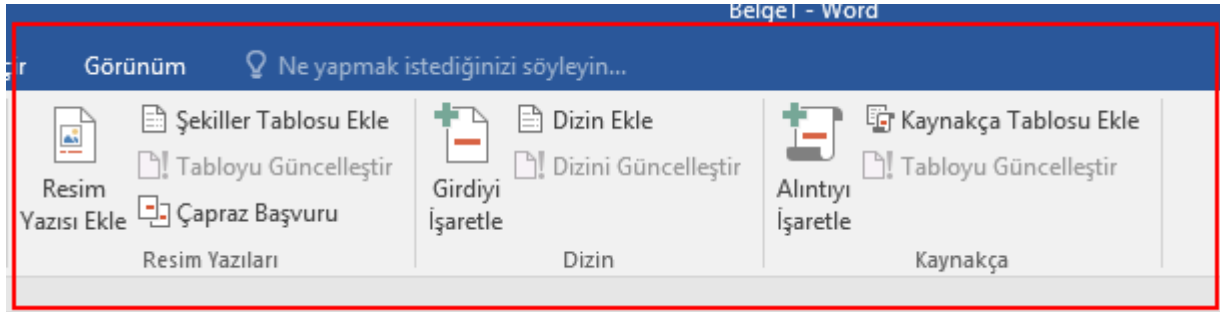 Belge1 - Word
Görünüm
Ne yapmak istediğinizi söyleyin...
Resim
Yazısı Ekle
Şekiller Tablosu Ekle
Tabloyu Güncelleştir
Çapraz Başvuru
Resim Yazıları
Girdiyi
İşaretle
Dizin Ekle
Dizini Güncelleştir
Dizin
Alıntıyı
İşaretle
Kaynakça Tablosu Ekle
Tabloyu Güncelleştir
Kaynakça